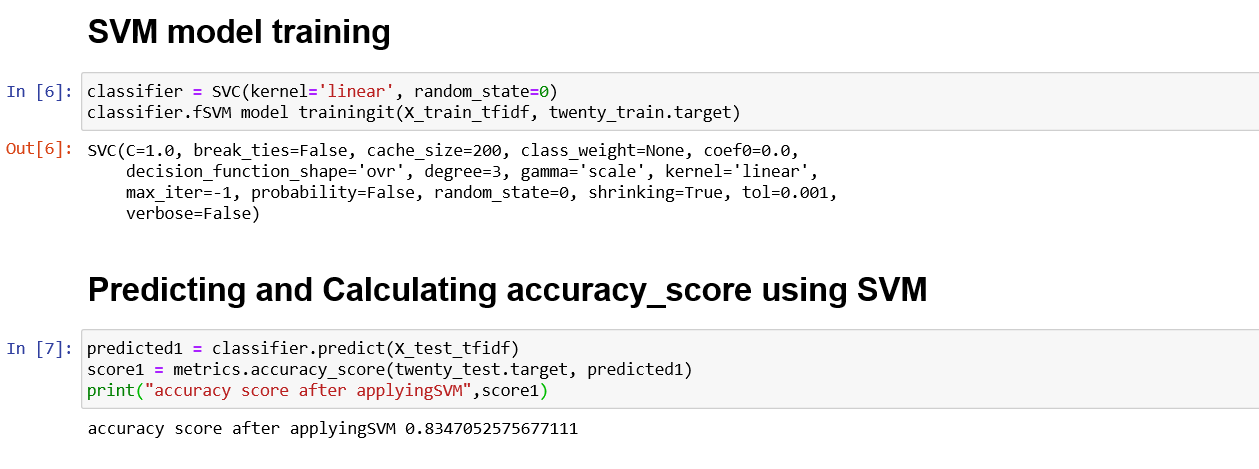 SVM model training
In [6]: classifier = SVC(kernel='linear', random_state=0)
classifier.fSVM model trainingit(X_train_tfidf, twenty_train.target)
Out[6]: SVC(C=1.0, break_ties=False, cache_size=200, class_weight=None, coef0=0.0,
decision_function_shape='ovr', degree=3, gamma='scale', kernel='linear',
max_iter=-1, probability=False, random_state=0, shrinking=True, tol=0.001,
verbose=False)
Predicting and Calculating accuracy_score using SVM
In [7]: predicted1 = classifier.predict(X_test_tfidf)
score1 = metrics.accuracy_score(twenty_test.target, predicted1)
print("accuracy score after applyingSVM",score1)
accuracy score after applyingSVM 0.8347052575677111